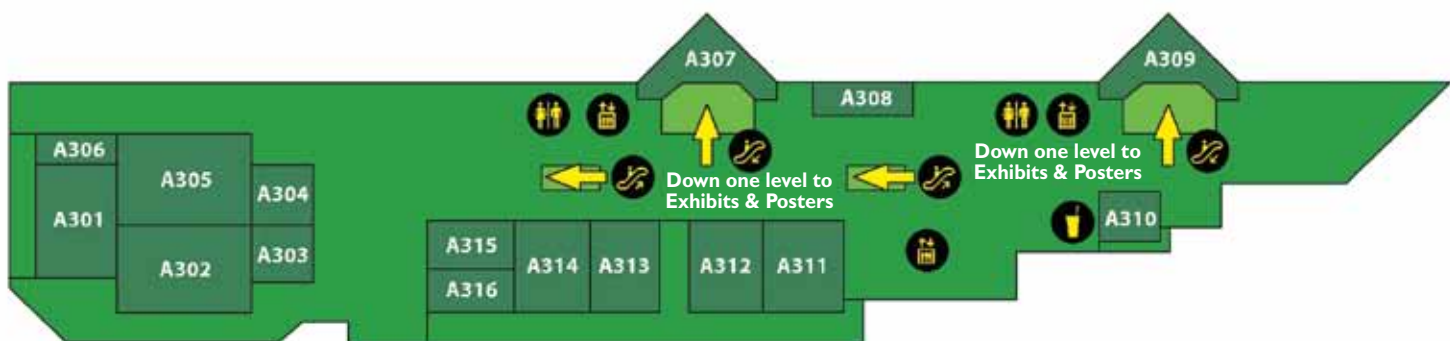 A307
A309
A308
A306
A305
A304
A301
A302
A303
Down one level to
Exhibits & Posters
Down one level to
Exhibits & Posters
A310
A315
A316
A314
A313
A312
A311